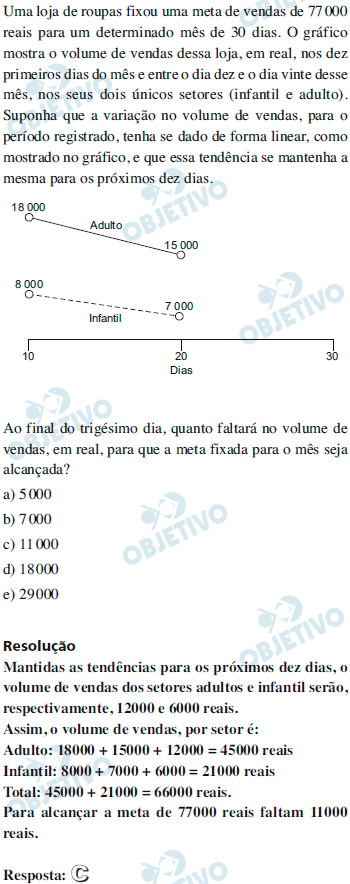 Uma loja de roupas fixou uma meta de vendas de 77 000
reais para um determinado mês de 30 dias. O gráfico
mostra o volume de vendas dessa loja, em real, nos dez
primeiros dias do mês e entre o dia dez e o dia vinte desse
mês, nos seus dois únicos setores (infantil e adulto).
Suponha que a variação no volume de vendas, para o
período registrado, tenha se dado de forma linear, como
mostrado no gráfico, e que essa tendência se mantenha a
mesma para os próximos dez dias.
18 000
Adulto
15 000
8 000
7 000
Infantil
10 20 30
Dias
Ao final do trigésimo dia, quanto faltará no volume de
vendas, em real, para que a meta fixada para o mês seja
alcançada?
a) 5 000
b) 7 000
c) 11 000
d) 18 000
e) 29 000
Resolução
Mantidas as tendências para os próximos dez dias, o
volume de vendas dos setores adultos e infantil serão,
respectivamente, 12000 e 6000 reais.
Assim, o volume de vendas, por setor é:
Adulto: 18000 + 15000 + 12000 = 45000 reais
Infantil: 8000 + 7000 + 6000 = 21000 reais
Total: 45000 + 21000 = 66000 reais.
Para alcançar a meta de 77000 reais faltam 11000
reais.
Resposta: C
OBJETIVO
OBJETIVO
OBJETIVO
OBJETIVO
OBJETIVO
OBJETIVO